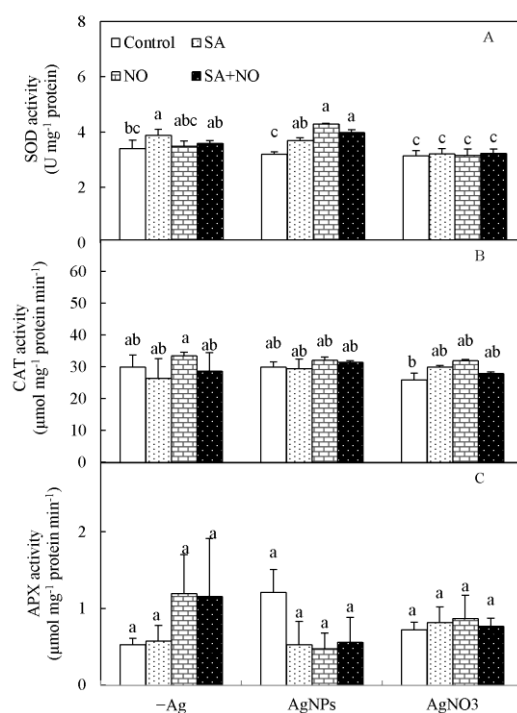 8
Control
SA
A
NO
SA+NO
6
4
2
0
SOD activity
(U mg-1 protein)
bc a abc ab
c ab a a
c c c c
B
60
50
40
30
20
10
0
CAT activity
(μmol mg-1 protein min-1)
ab ab a ab
ab ab ab ab
b ab ab ab
C
2
1
0
APX activity
(μmol mg-1 protein min-1)
a a a a
a a a a
a a a a
−Ag AgNPs AgNO3